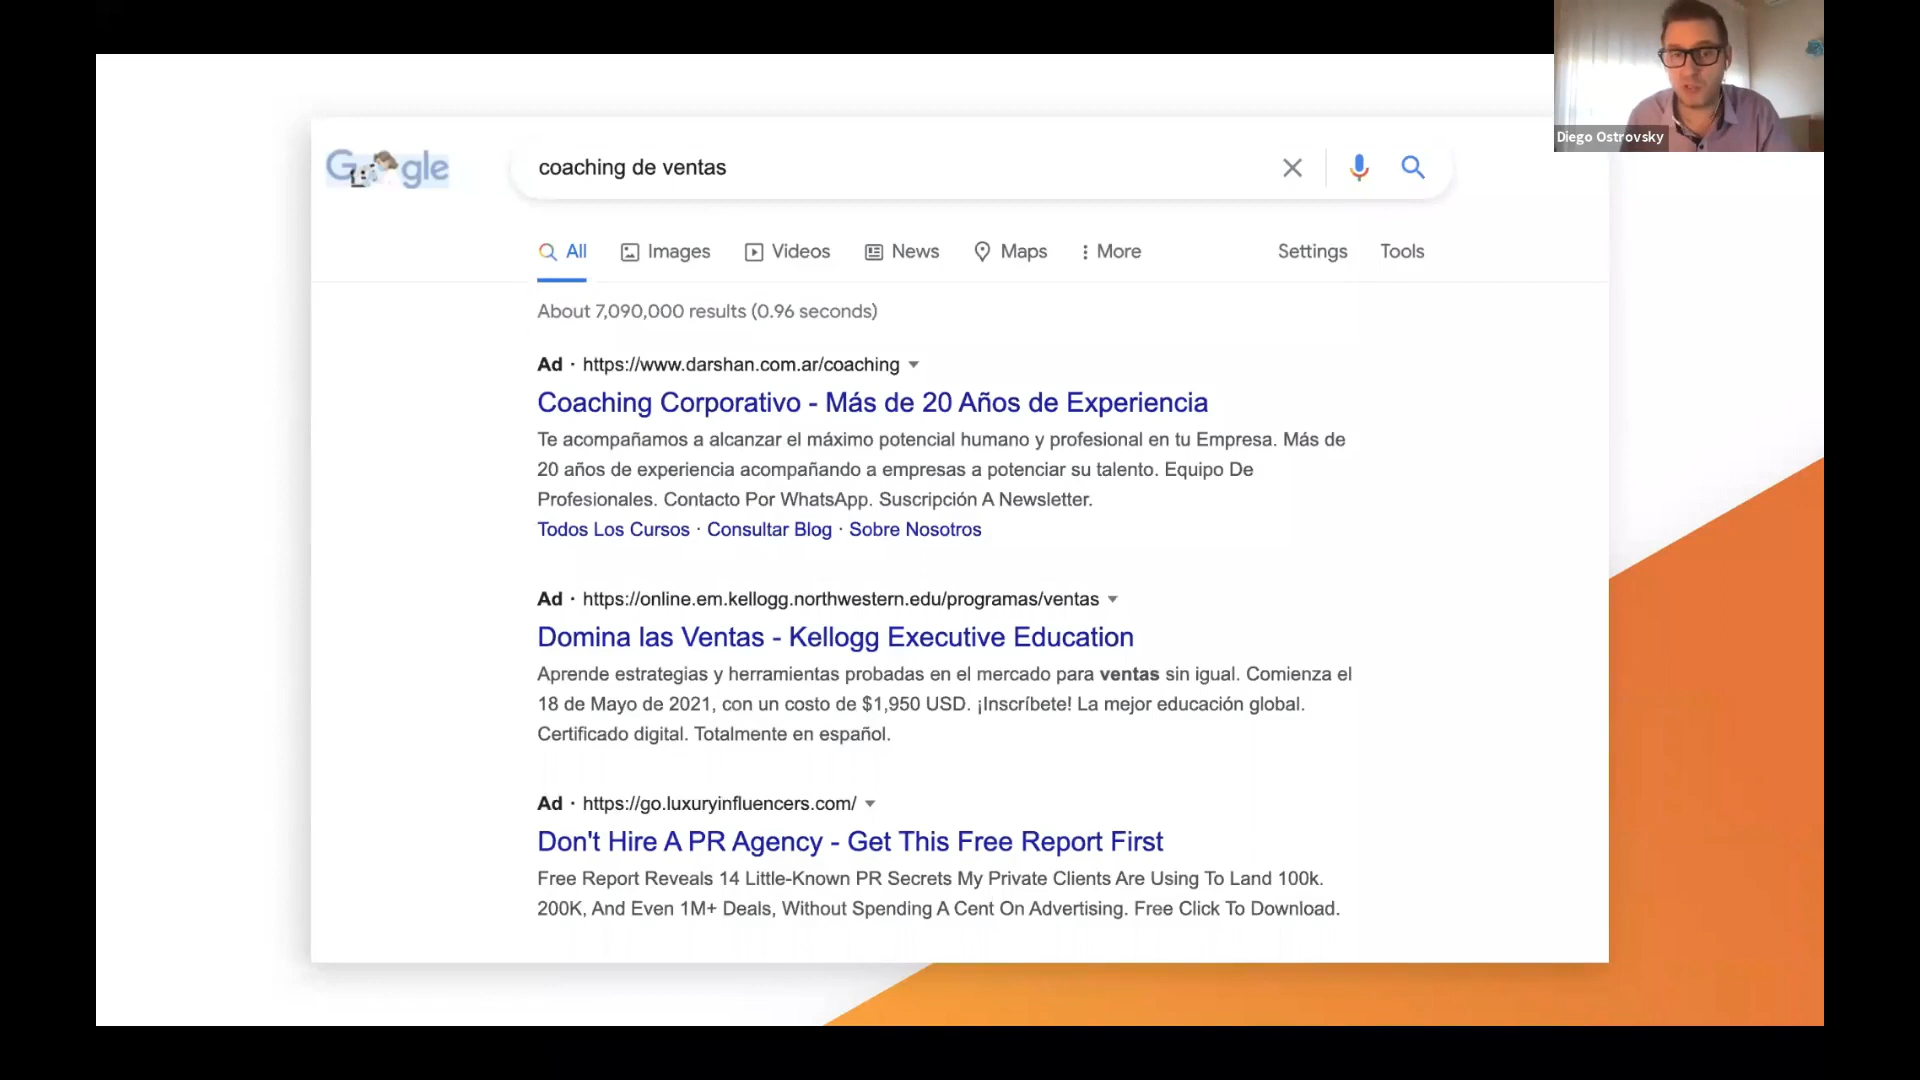 Diego Ostrovsky
Google
coaching de ventas
All
Images
Videos
News
Maps
More
Settings
Tools
About 7,090,000 results (0.96 seconds)
Ad · https://www.darshan.com.ar/coaching
Coaching Corporativo - Más de 20 Años de Experiencia
Te acompañamos a alcanzar el máximo potencial humano y profesional en tu Empresa. Más de
20 años de experiencia acompañando a empresas a potenciar su talento. Equipo De
Profesionales. Contacto Por WhatsApp. Suscripción A Newsletter.
Todos Los Cursos · Consultar Blog · Sobre Nosotros
Ad · https://online.em.kellogg.northwestern.edu/programas/ventas
Domina las Ventas - Kellogg Executive Education
Aprende estrategias y herramientas probadas en el mercado para ventas sin igual. Comienza el
18 de Mayo de 2021, con un costo de $1,950 USD. ¡Inscríbete! La mejor educación global.
Certificado digital. Totalmente en español.
Ad · https://go.luxuryinfluencers.com/
Don't Hire A PR Agency - Get This Free Report First
Free Report Reveals 14 Little-Known PR Secrets My Private Clients Are Using To Land 100k.
200K, And Even 1M+ Deals, Without Spending A Cent On Advertising. Free Click To Download.